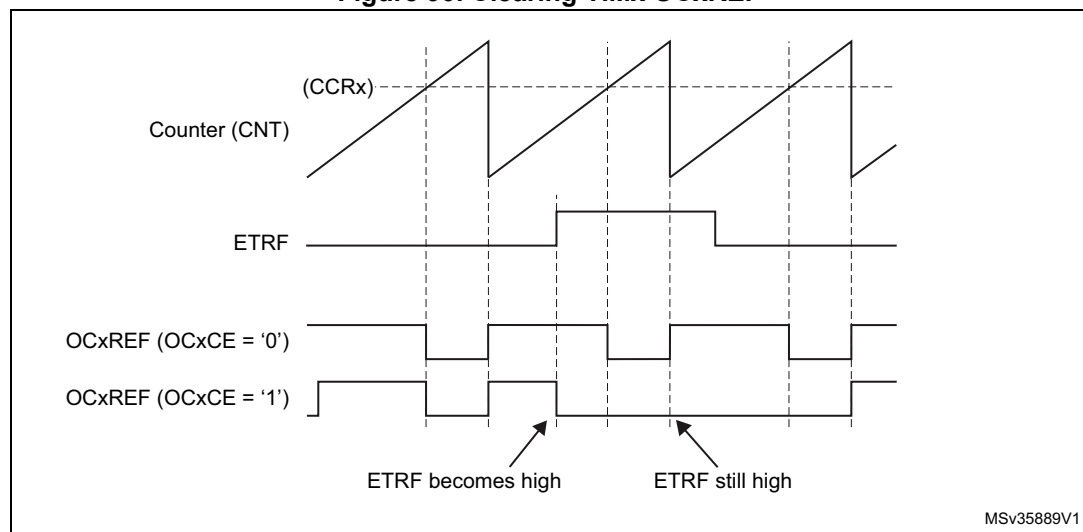 (CCRx)
Counter (CNT)
ETRF
OCxREF (OCxCE = ‘0’)
OCxREF (OCxCE = ‘1’)
ETRF becomes high
ETRF still high
MSv35889V1